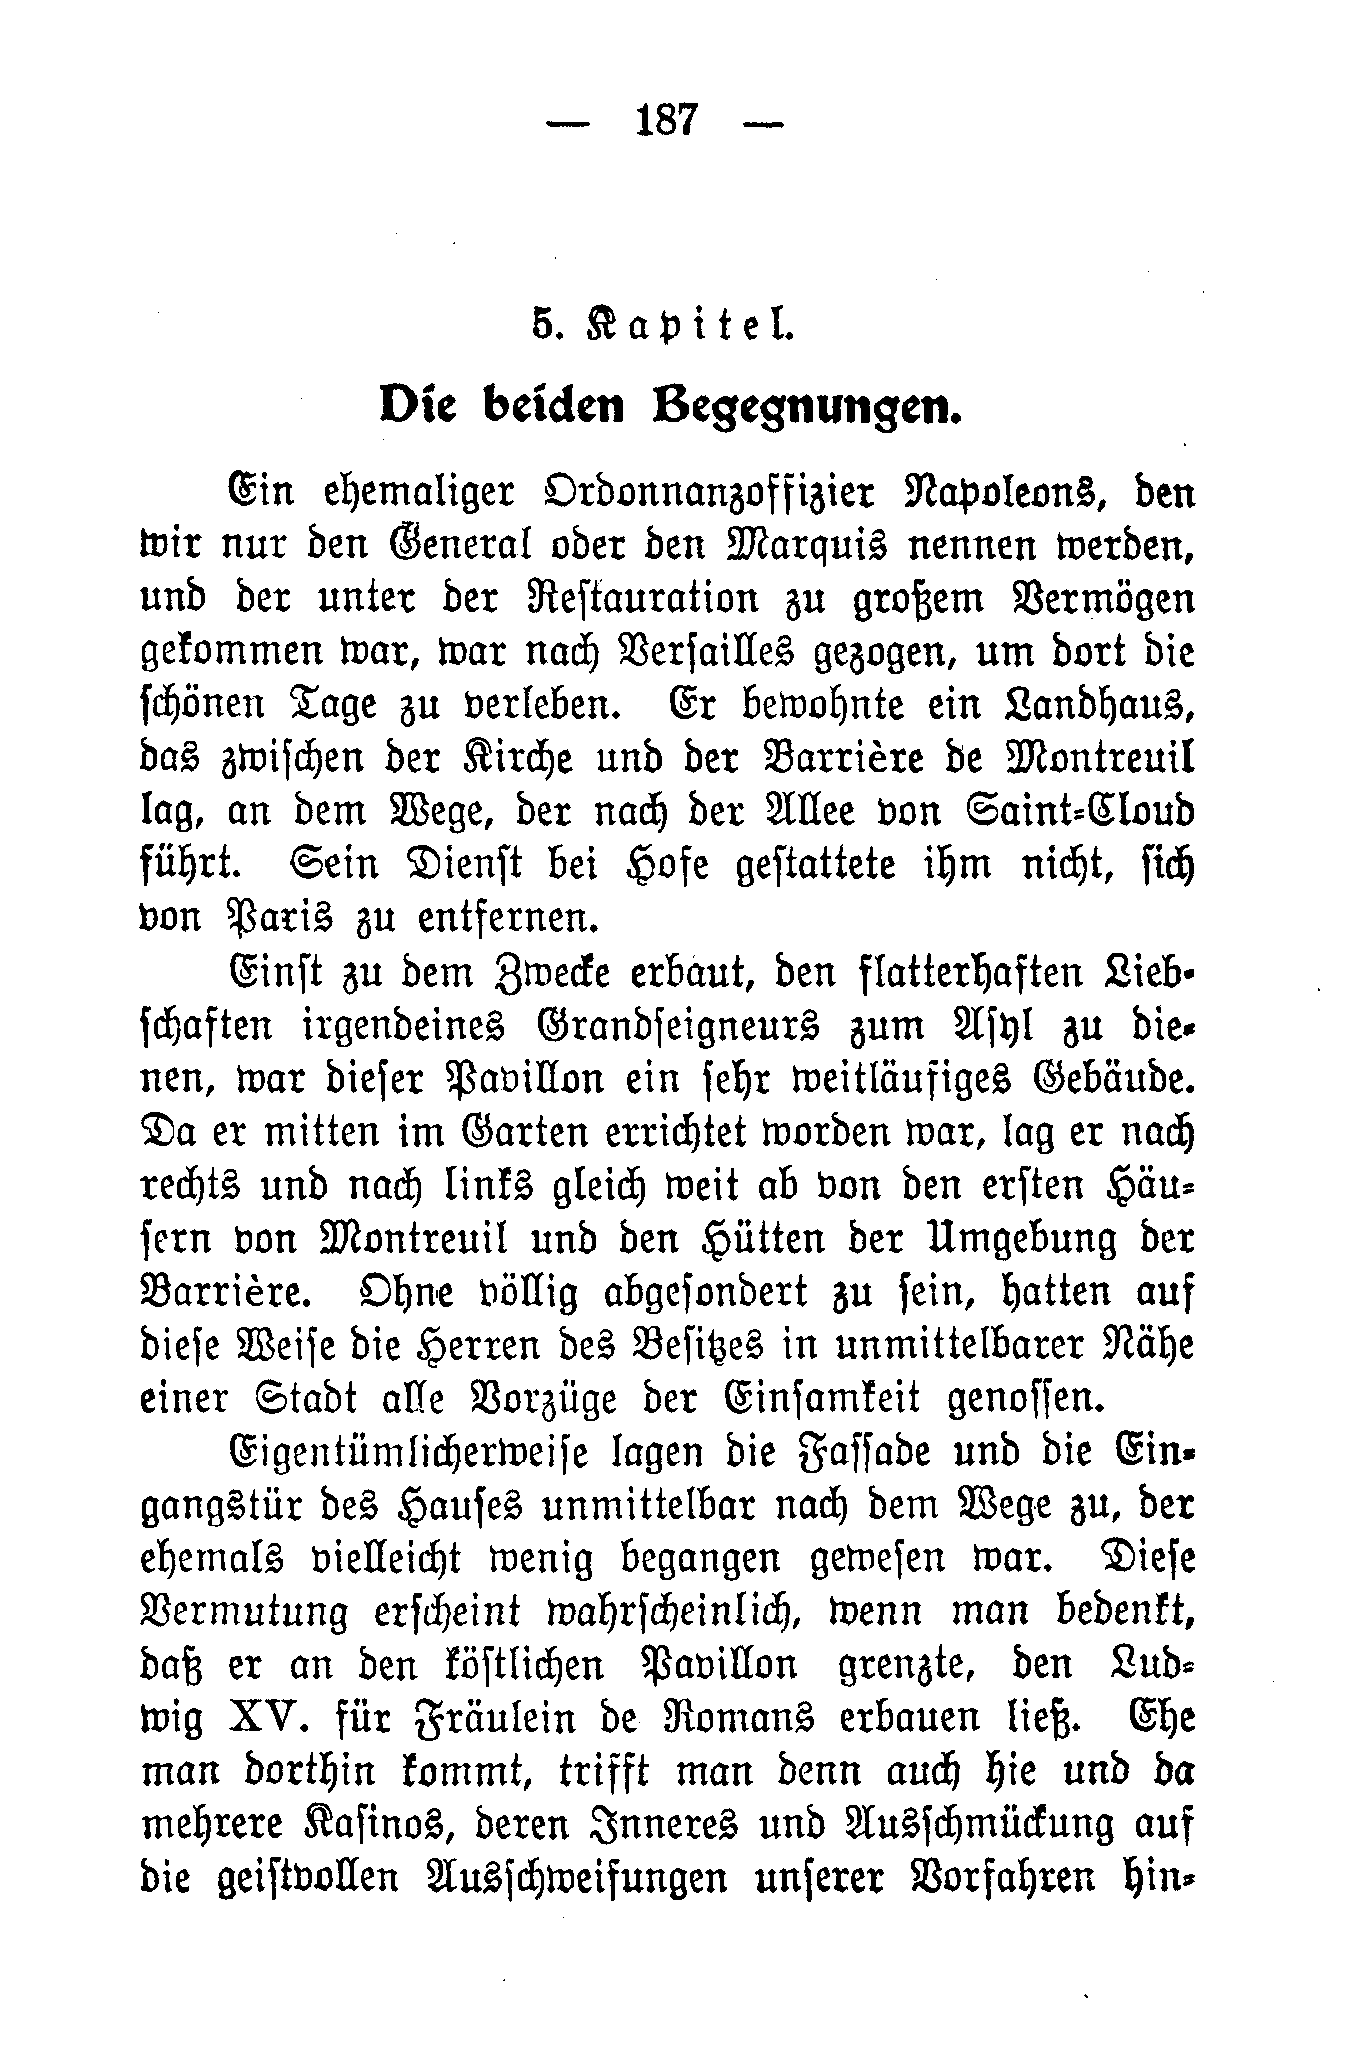 — 187 —
5. Kapitel.
Die beiden Begegnungen.
Ein ehemaliger Ordonnanzoffizier Napoleons, den
wir nur den General oder den Marquis nennen werden,
und der unter der Restauration zu großem Vermögen
gekommen war, war nach Versailles gezogen, um dort die
schönen Tage zu verleben. Er bewohnte ein Landhaus,
das zwischen der Kirche und der Barrière de Montreuil
lag, an dem Wege, der nach der Allee von Saint-Cloud
führt. Sein Dienst bei Hofe gestattete ihm nicht, sich
von Paris zu entfernen.
Einst zu dem Zwecke erbaut, den flatterhaften Lieb-
schaften irgendeines Grandseigneurs zum Asyl zu die-
nen, war dieser Pavillon ein sehr weitläufiges Gebäude.
Da er mitten im Garten errichtet worden war, lag er nach
rechts und nach links gleich weit ab von den ersten Häu-
sern von Montreuil und den Hütten der Umgebung der
Barrière. Ohne völlig abgesondert zu sein, hatten auf
diese Weise die Herren des Besitzes in unmittelbarer Nähe
einer Stadt alle Vorzüge der Einsamkeit genossen.
Eigentümlicherweise lagen die Fassade und die Ein-
gangstür des Hauses unmittelbar nach dem Wege zu, der
ehemals vielleicht wenig begangen gewesen war. Diese
Vermutung erscheint wahrscheinlich, wenn man bedenkt,
daß er an den köstlichen Pavillon grenzte, den Lud-
wig XV. für Fräulein de Romans erbauen ließ. Ehe
man dorthin kommt, trifft man denn auch hie und da
mehrere Kasinos, deren Inneres und Ausschmückung auf
die geistvollen Ausschweifungen unserer Vorfahren hin-